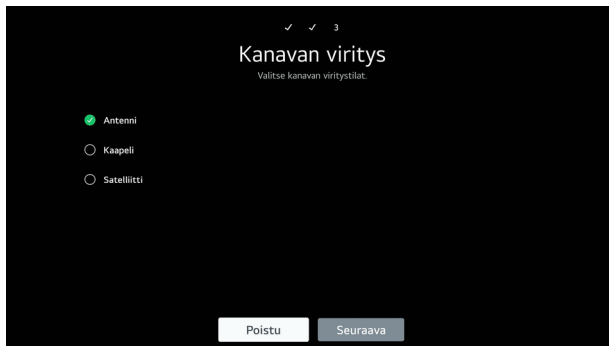 3
Kanavan viritys
Valitse kanavan viritystilat.
Antenni
Kaapeli
Satelliitti
Poistu Seuraava